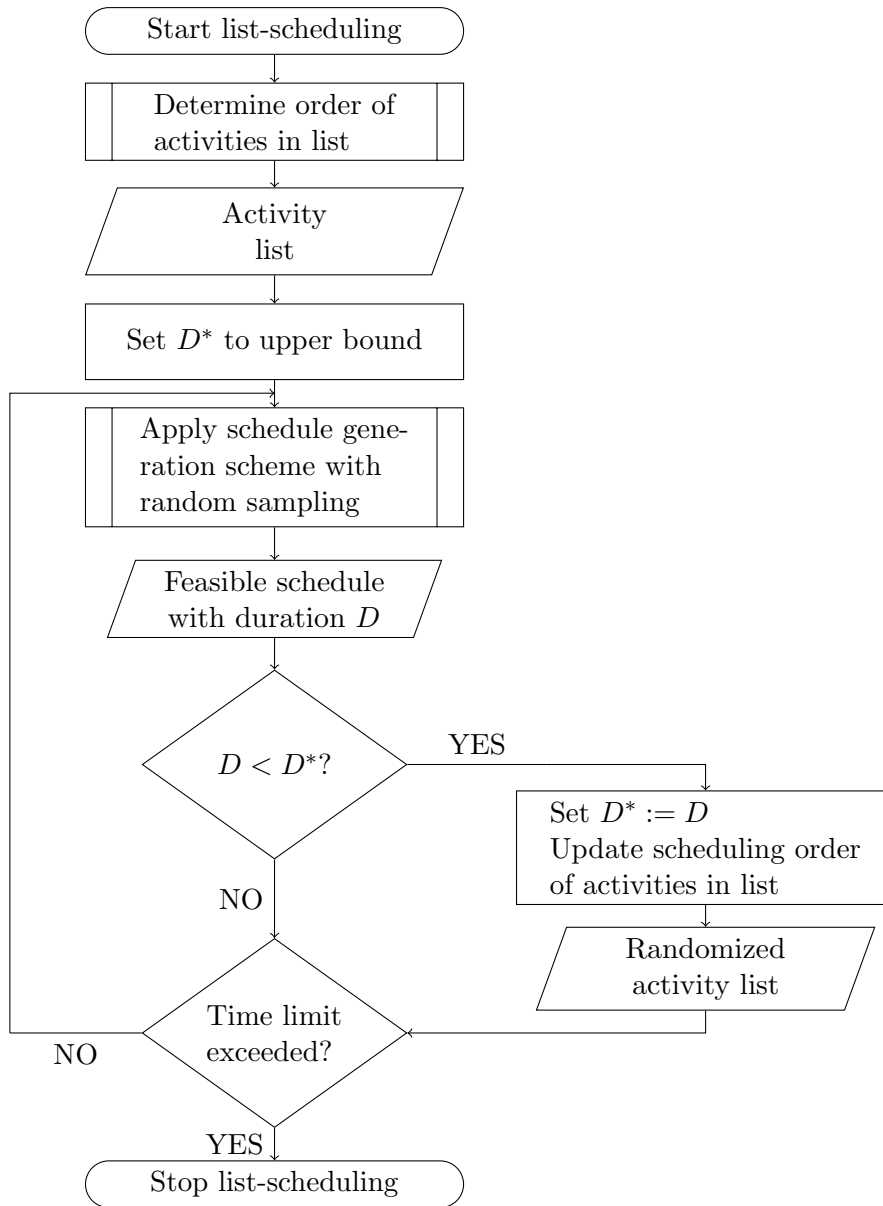 Start list-scheduling
Determine order of
activities in list
Activity
list
Set D* to upper bound
Apply schedule gene-
ration scheme with
random sampling
Feasible schedule
with duration D
D < D*?
YES
Set D* := D
Update scheduling order
of activities in list
NO
Randomized
activity list
Time limit
exceeded?
NO
YES
Stop list-scheduling